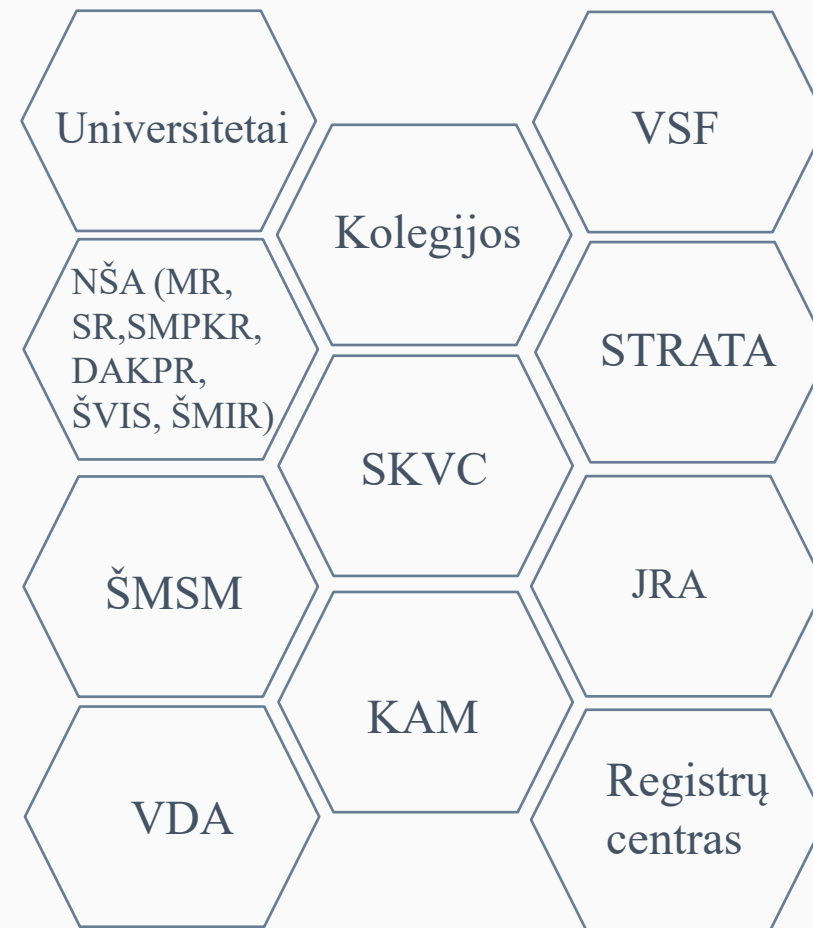 Universitetai
VSF
Kolegijos
NŠA (MR,
SR,SMPKR,
DAKPR,
ŠVIS, ŠMIR)
STRATA
SKVC
ŠMSM
JRA
KAM
VDA
Registrų
centras